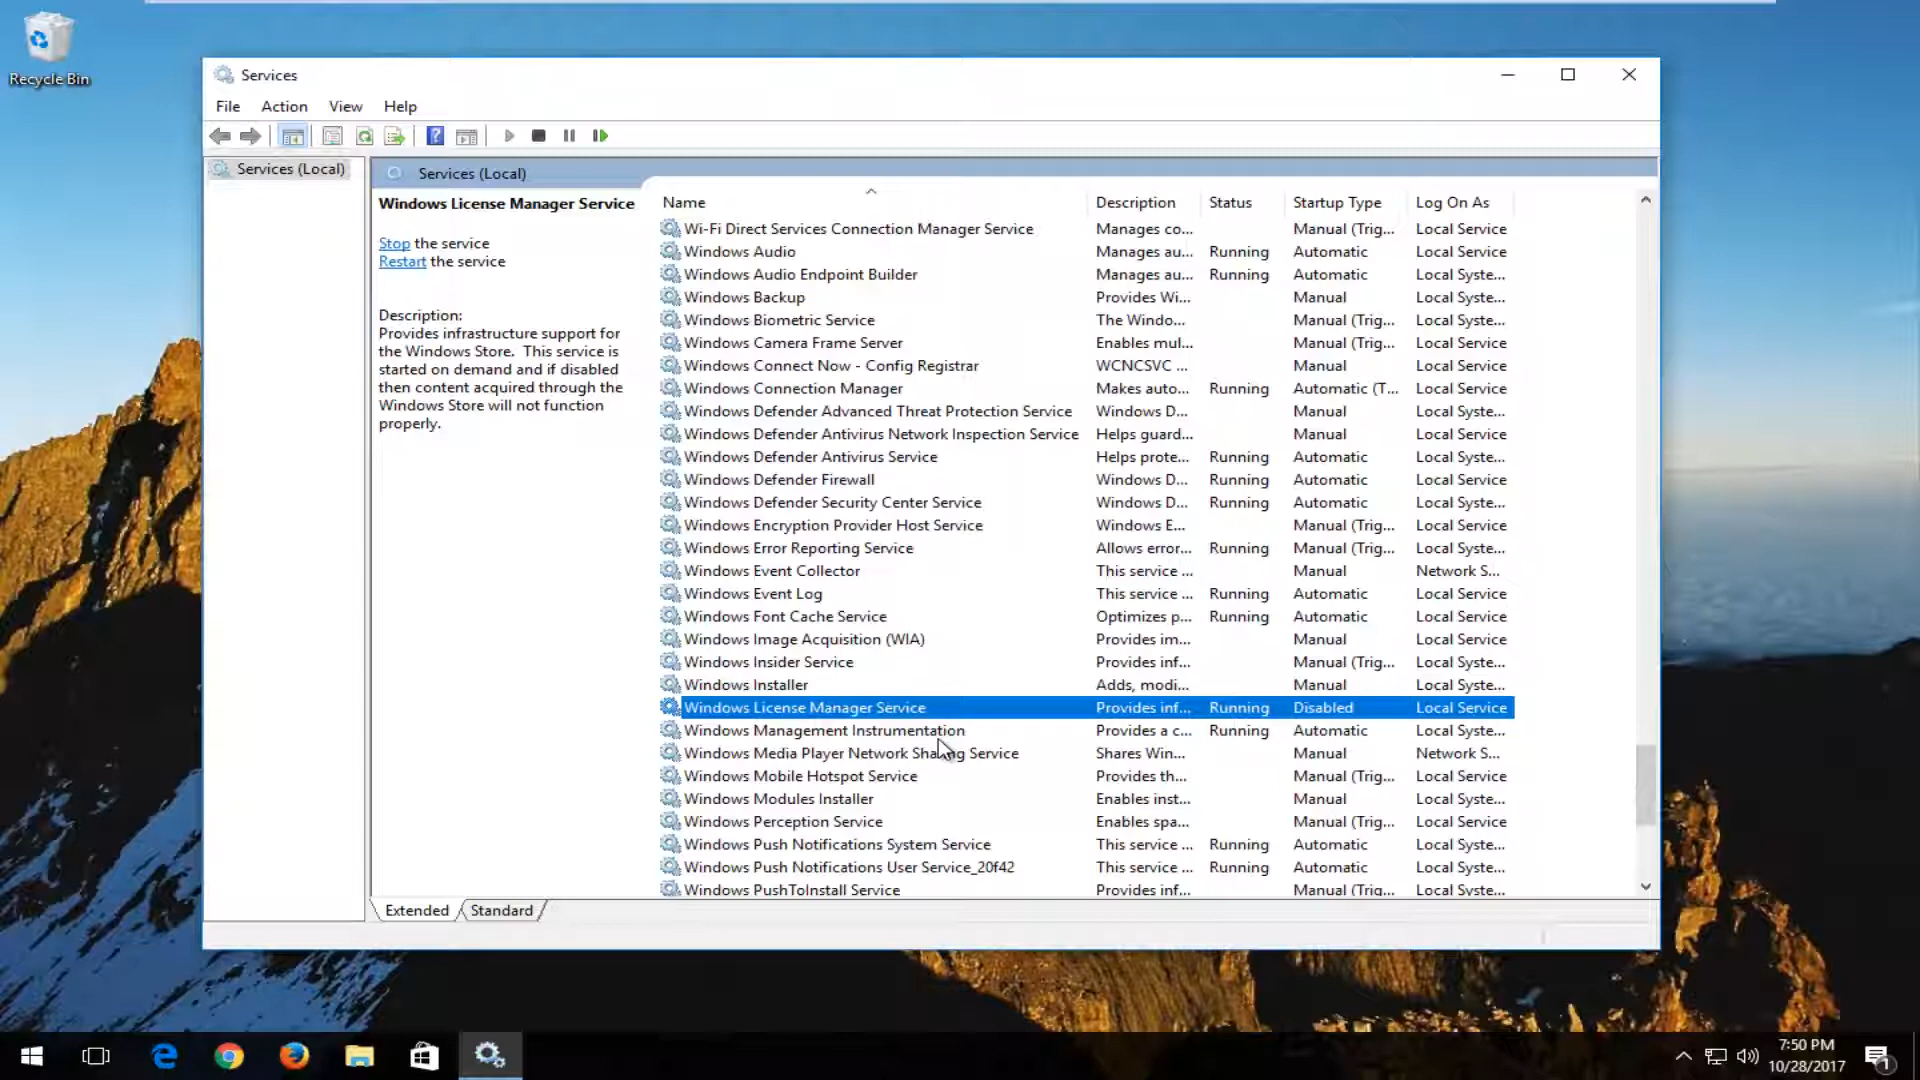 Recycle Bin
Services
File Action View Help
Services (Local)
Services (Local)
Windows License Manager Service
Stop the service
Restart the service
Description:
Provides infrastructure support for
the Windows Store. This service is
started on demand and if disabled
then content acquired through the
Windows Store will not function
properly.
Name Description Status Startup Type Log On As
Wi-Fi Direct Services Connection Manager Service Manages co... Manual (Trig... Local Service
Windows Audio Manages au... Running Automatic Local Service
Windows Audio Endpoint Builder Manages au... Running Automatic Local Syste...
Windows Backup Provides Wi... Manual Local Syste...
Windows Biometric Service The Windo... Manual (Trig... Local Syste...
Windows Camera Frame Server Enables mul... Manual (Trig... Local Service
Windows Connect Now - Config Registrar WCNCSVC ... Manual Local Service
Windows Connection Manager Makes auto... Running Automatic (T... Local Service
Windows Defender Advanced Threat Protection Service Windows D... Manual Local Syste...
Windows Defender Antivirus Network Inspection Service Helps guard... Manual Local Service
Windows Defender Antivirus Service Helps prote... Running Automatic Local Syste...
Windows Defender Firewall Windows D... Running Automatic Local Service
Windows Defender Security Center Service Windows D... Running Automatic Local Syste...
Windows Encryption Provider Host Service Windows E... Manual (Trig... Local Service
Windows Error Reporting Service Allows error... Running Manual (Trig... Local Syste...
Windows Event Collector This service ... Manual Network S...
Windows Event Log This service ... Running Automatic Local Service
Windows Font Cache Service Optimizes p... Running Automatic Local Service
Windows Image Acquisition (WIA) Provides im... Manual Local Service
Windows Insider Service Provides inf... Manual (Trig... Local Syste...
Windows Installer Adds, modi... Manual Local Syste...
Windows License Manager Service Provides inf... Running Disabled Local Service
Windows Management Instrumentation Provides a c... Running Automatic Local Syste...
Windows Media Player Network Sharing Service Shares Win... Manual Network S...
Windows Mobile Hotspot Service Provides th... Manual (Trig... Local Service
Windows Modules Installer Enables inst... Manual Local Syste...
Windows Perception Service Enables spa... Manual (Trig... Local Service
Windows Push Notifications System Service This service ... Running Automatic Local Syste...
Windows Push Notifications User Service_20f42 This service ... Running Automatic Local Syste...
Windows PushToInstall Service Provides inf... Manual (Trig... Local Syste...
Extended Standard
7:50 PM
10/28/2017
1